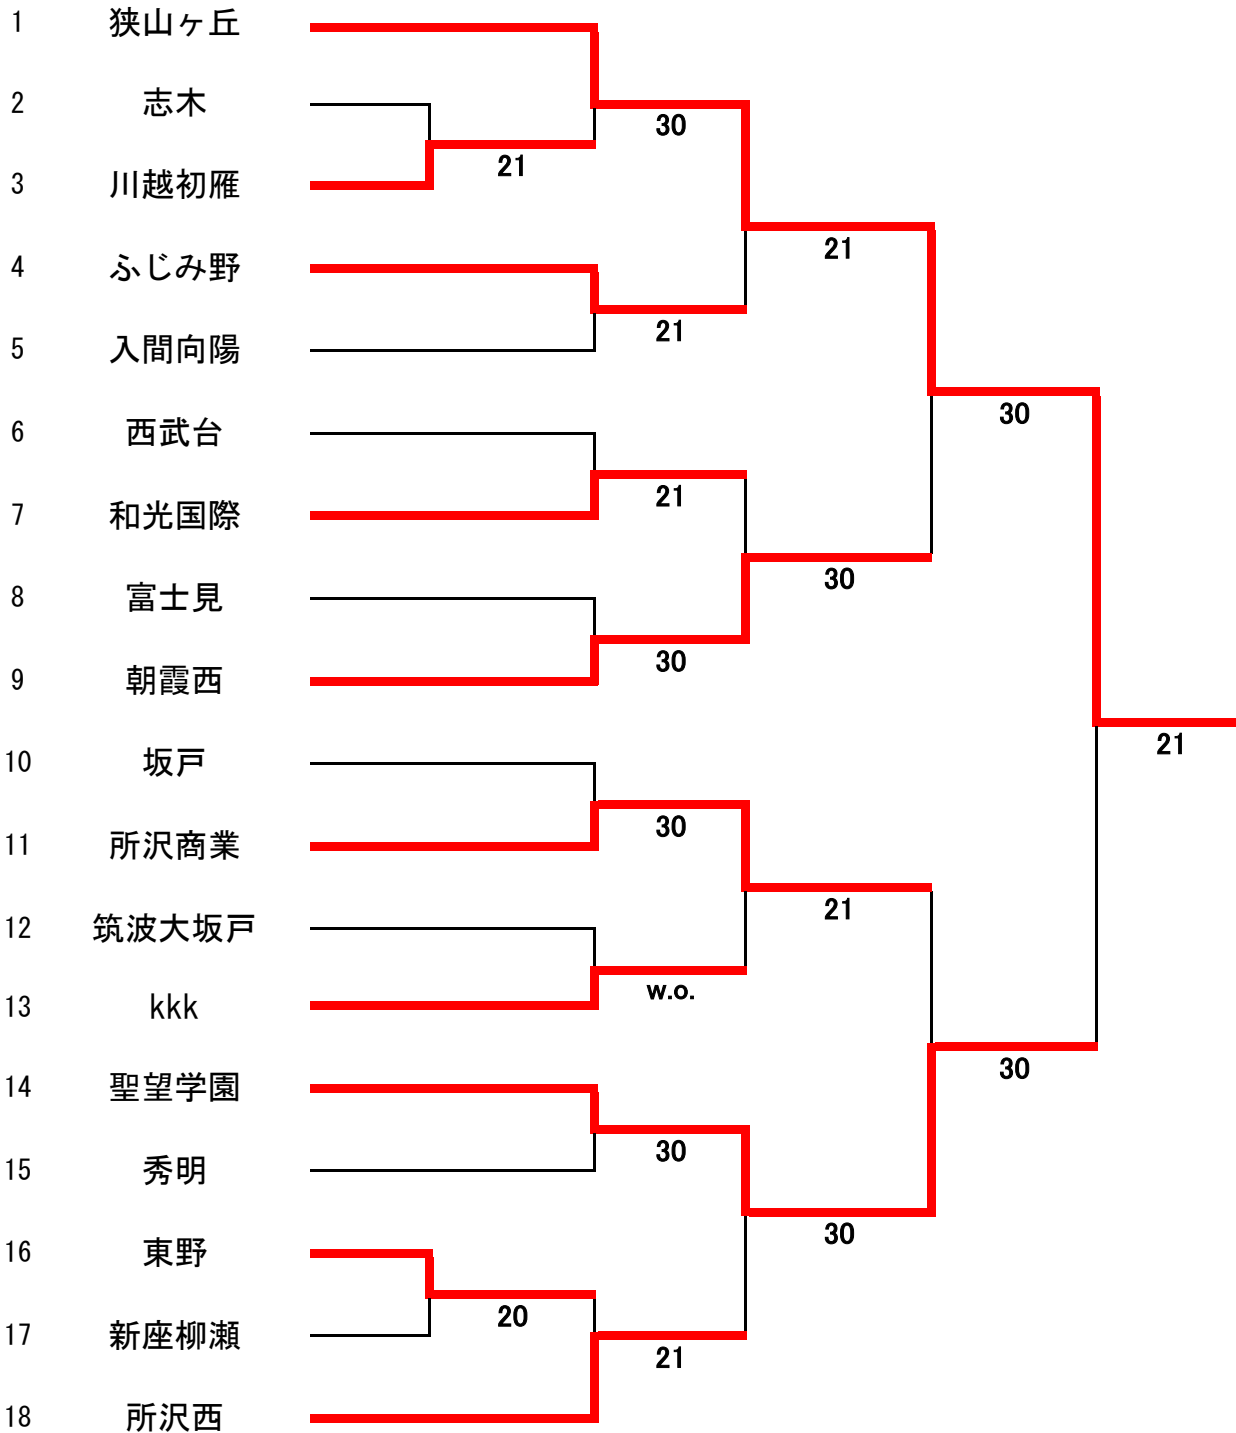 1 狭山ヶ丘
2 志木
30
21
3 川越初雁
21
4 ふじみ野
21
5 入間向陽
30
6 西武台
21
7 和光国際
30
8 富士見
30
9 朝霞西
21
10 坂戸
30
11 所沢商業
21
12 筑波大坂戸
w.o.
13 kkk
30
14 聖望学園
30
15 秀明
30
16 東野
20
17 新座柳瀬
21
18 所沢西